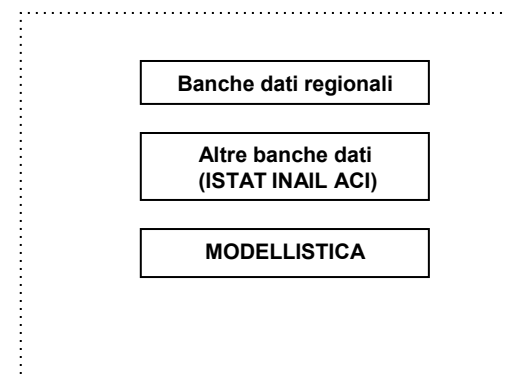 Banche dati regionali
Altre banche dati
(ISTAT INAIL ACI)
MODELLISTICA